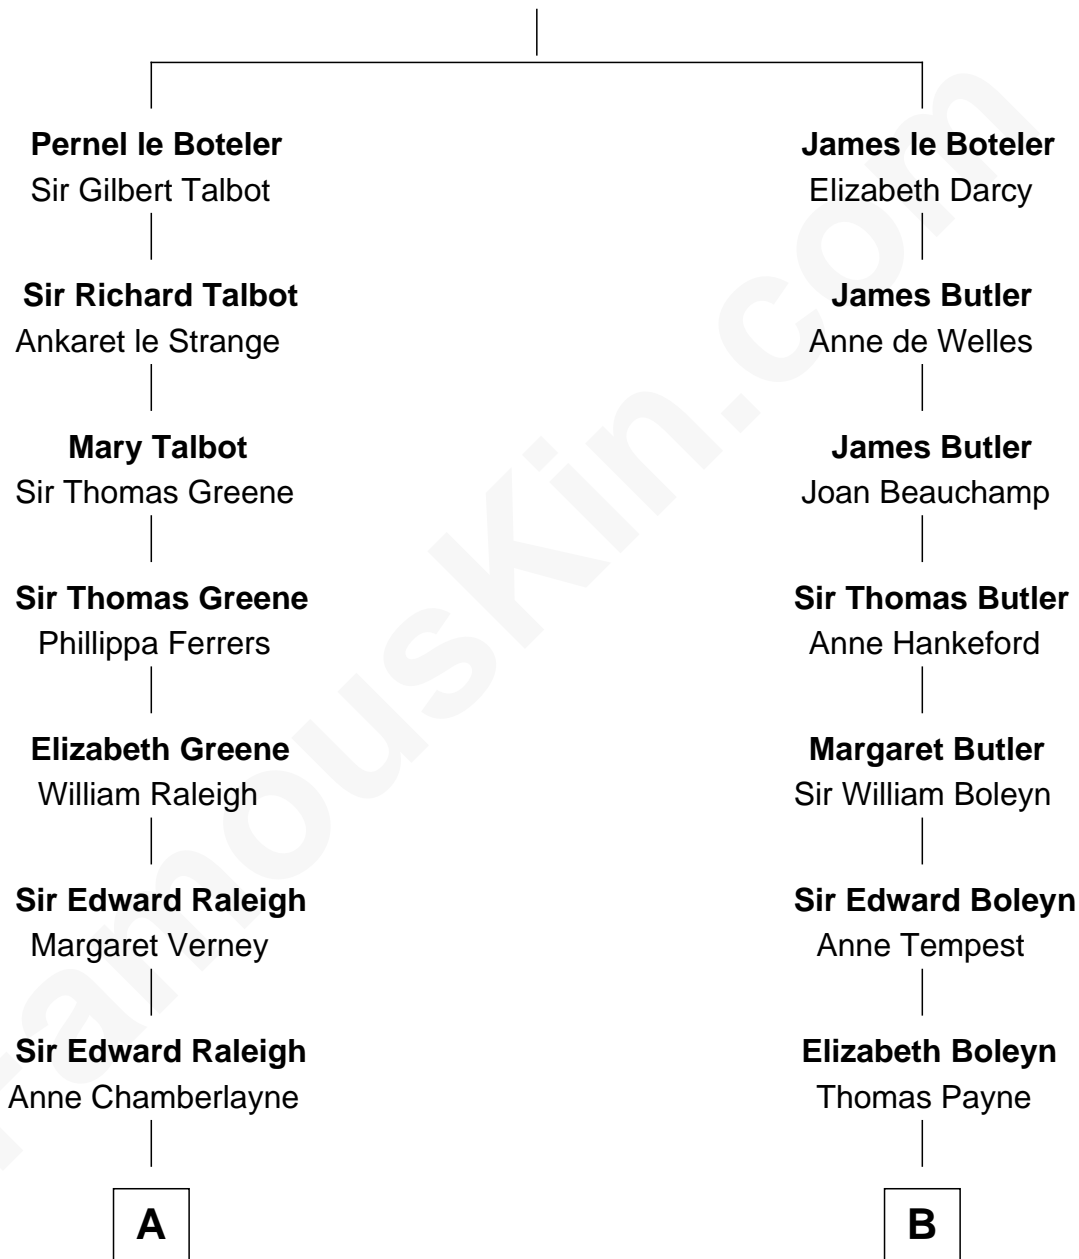 Pernel le Boteler
Sir Gilbert Talbot
Sir Richard Talbot
Ankaret le Strange
Mary Talbot
Sir Thomas Greene
Sir Thomas Greene
Phillippa Ferrers
Elizabeth Greene
William Raleigh
Sir Edward Raleigh
Margaret Verney
Sir Edward Raleigh
Anne Chamberlayne
A
James le Boteler
Elizabeth Darcy
James Butler
Anne de Welles
James Butler
Joan Beauchamp
Sir Thomas Butler
Anne Hankeford
Margaret Butler
Sir William Boleyn
Sir Edward Boleyn
Anne Tempest
Elizabeth Boleyn
Thomas Payne
B
FamousKin.com